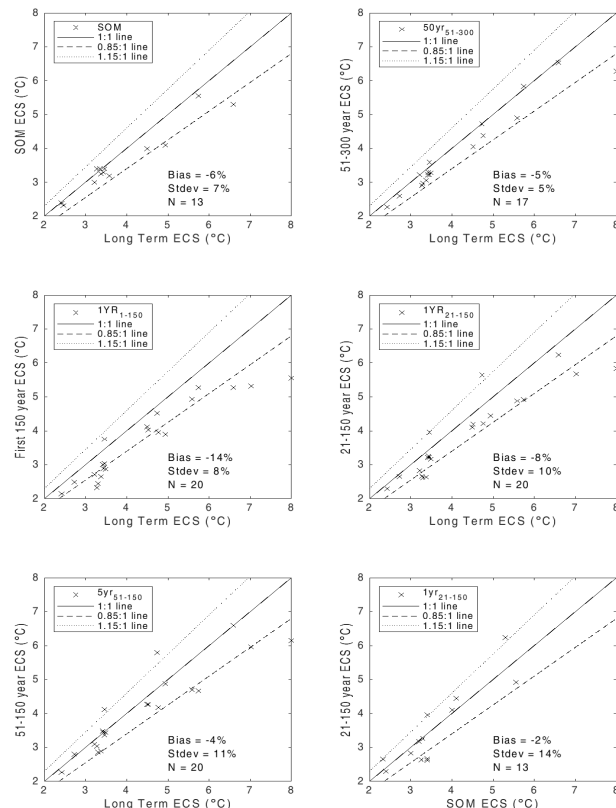 SOM
1:1 line
0.85:1 line
1.15:1 line
8
7
6
5
4
3
2
SOM ECS (°C)
Bias = -6%
Stdev = 7%
N = 13
2 3 4 5 6 7 8
Long Term ECS (°C)
50yr51-300
1:1 line
0.85:1 line
1.15:1 line
8
7
6
5
4
3
2
51-300 year ECS (°C)
Bias = -5%
Stdev = 5%
N = 17
2 3 4 5 6 7 8
Long Term ECS (°C)
1YR1-150
1:1 line
0.85:1 line
1.15:1 line
8
7
6
5
4
3
2
First 150 year ECS (°C)
Bias = -14%
Stdev = 8%
N = 20
2 3 4 5 6 7 8
Long Term ECS (°C)
1YR21-150
1:1 line
0.85:1 line
1.15:1 line
8
7
6
5
4
3
2
21-150 year ECS (°C)
Bias = -8%
Stdev = 10%
N = 20
2 3 4 5 6 7 8
Long Term ECS (°C)
5yr51-150
1:1 line
0.85:1 line
1.15:1 line
8
7
6
5
4
3
2
51-150 year ECS (°C)
Bias = -4%
Stdev = 11%
N = 20
2 3 4 5 6 7 8
Long Term ECS (°C)
1yr21-150
1:1 line
0.85:1 line
1.15:1 line
8
7
6
5
4
3
2
21-150 year ECS (°C)
Bias = -2%
Stdev = 14%
N = 13
2 3 4 5 6 7 8
SOM ECS (°C)